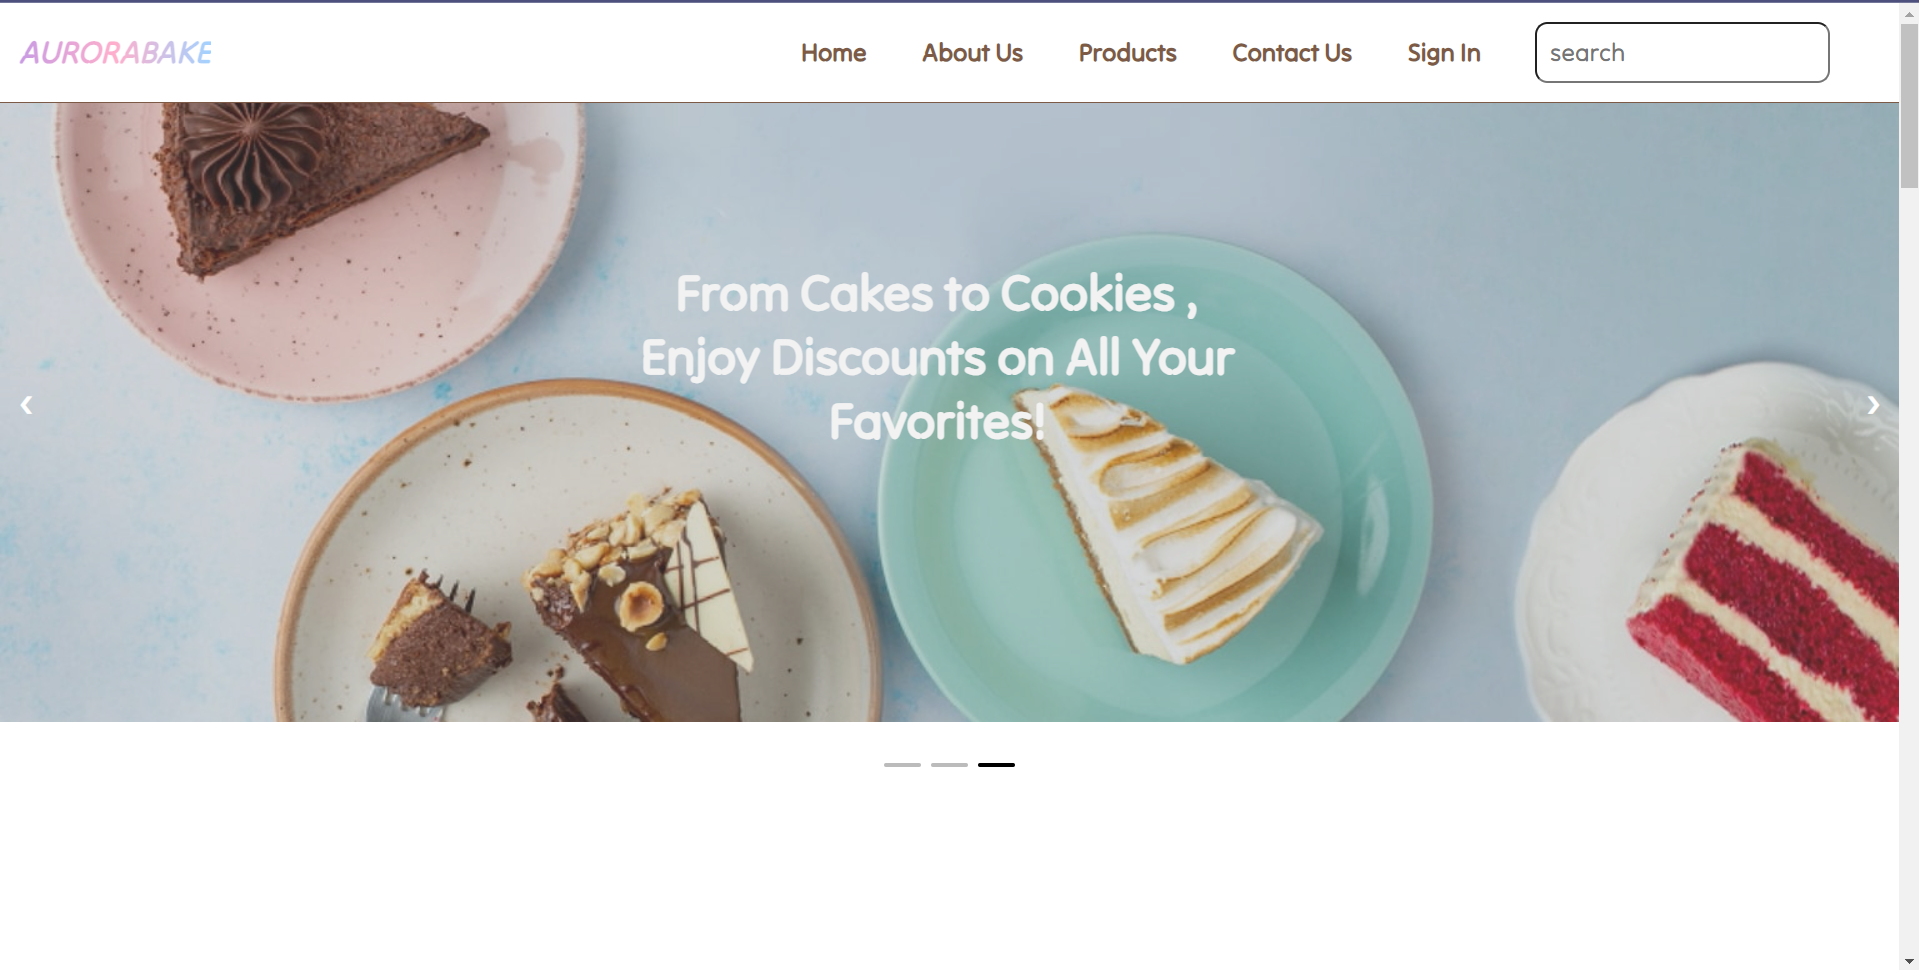 AURORABAKE
Home
About Us
Products
Contact Us
Sign In
search
From Cakes to Cookies ,
Enjoy Discounts on All Your
Favorites!